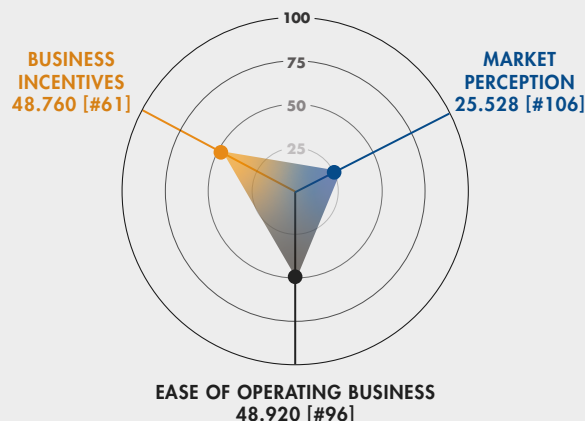 100
75
50
25
BUSINESS
INCENTIVES
48.760 [#61]
MARKET
PERCEPTION
25.528 [#106]
EASE OF OPERATING BUSINESS
48.920 [#96]